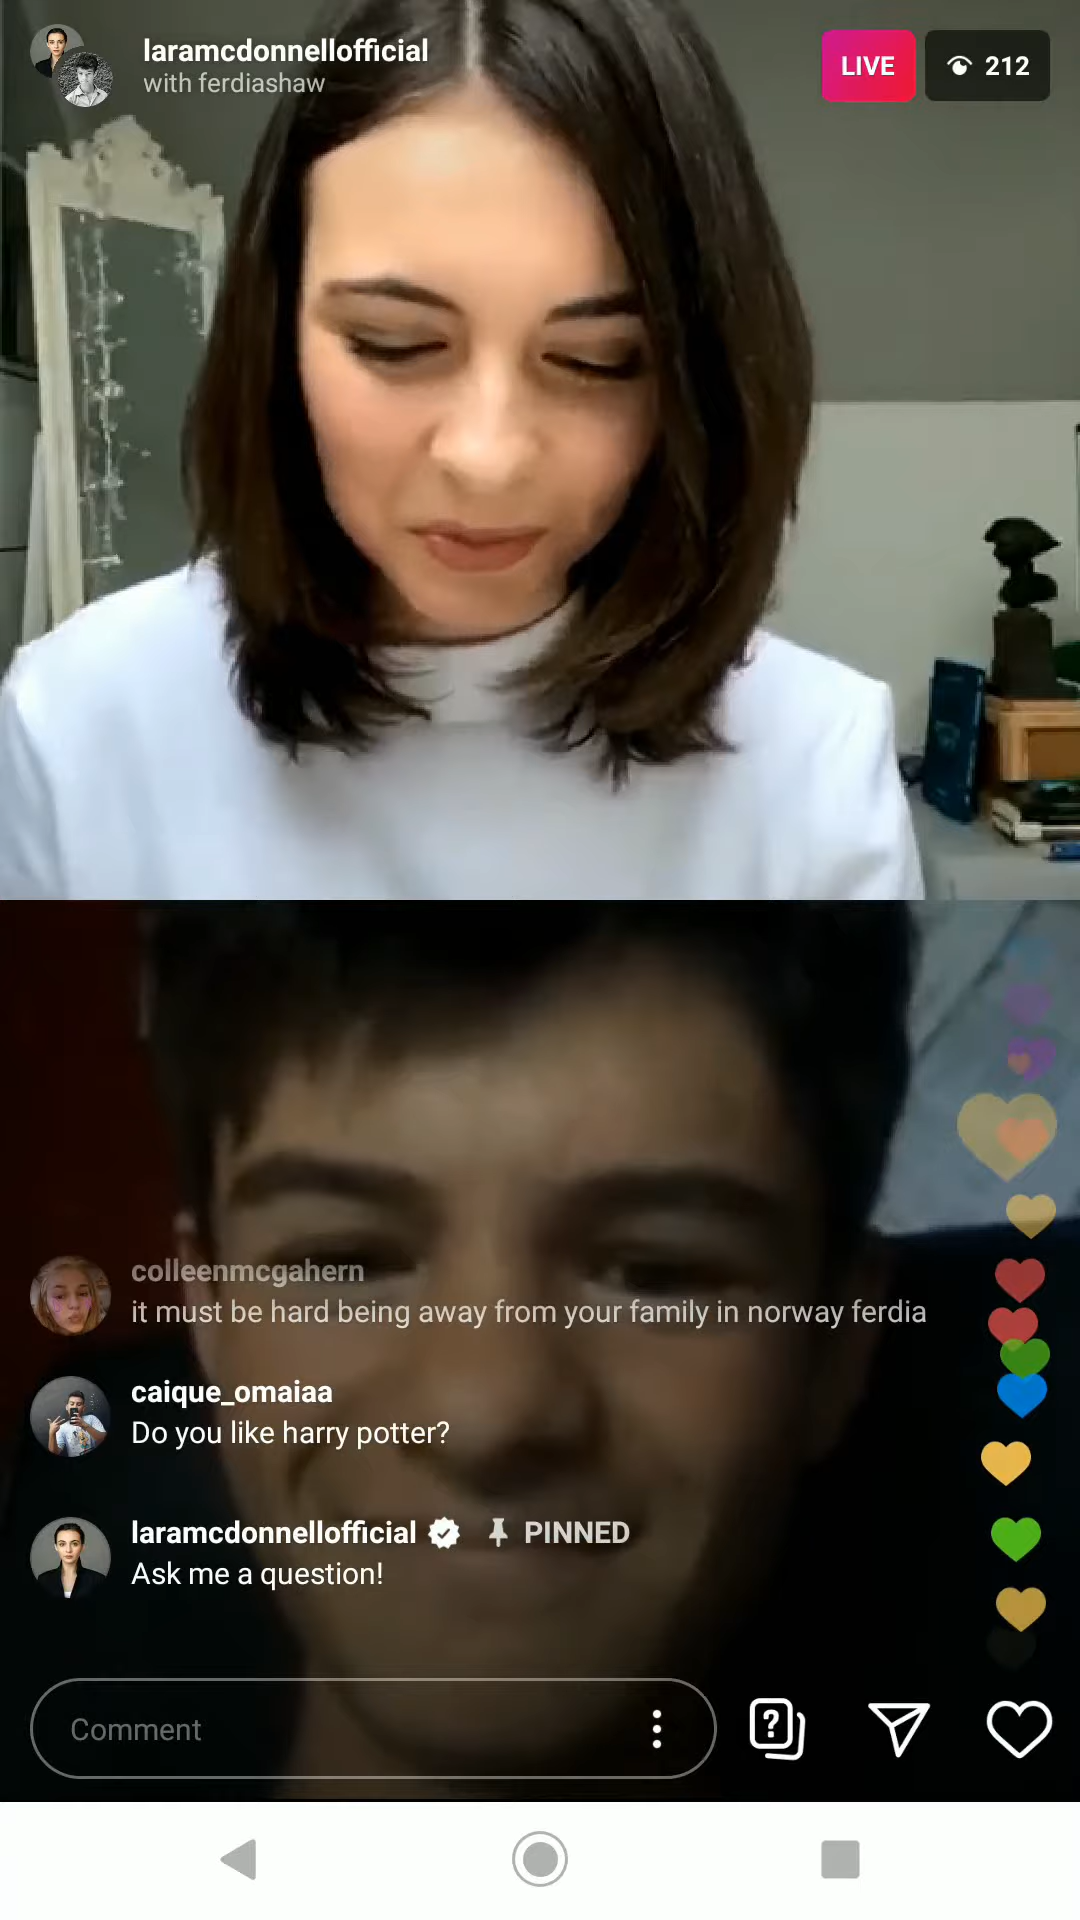 laramcdonnellofficial
with ferdiashaw
LIVE
212
colleenmcgahern
it must be hard being away from your family in norway ferdia
caique_omaiaa
Do you like harry potter?
laramcdonnellofficial PINNED
Ask me a question!
Comment
?